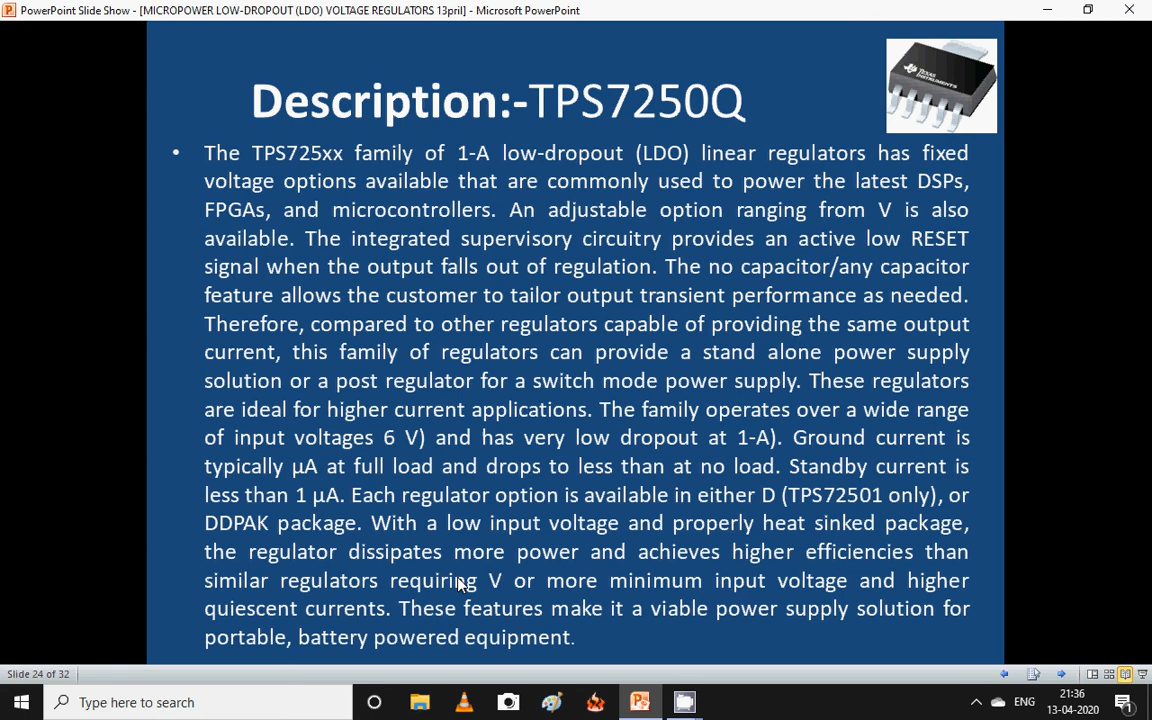 PowerPoint Slide Show - [MICROPOWER LOW-DROPOUT (LDO) VOLTAGE REGULATORS 13pril] - Microsoft PowerPoint
TEXAS
INSTRUMENTS
Description:-TPS7250Q
• The TPS725xx family of 1-A low-dropout (LDO) linear regulators has fixed
voltage options available that are commonly used to power the latest DSPs,
FPGAs, and microcontrollers. An adjustable option ranging from V is also
available. The integrated supervisory circuitry provides an active low RESET
signal when the output falls out of regulation. The no capacitor/any capacitor
feature allows the customer to tailor output transient performance as needed.
Therefore, compared to other regulators capable of providing the same output
current, this family of regulators can provide a stand alone power supply
solution or a post regulator for a switch mode power supply. These regulators
are ideal for higher current applications. The family operates over a wide range
of input voltages 6 V) and has very low dropout at 1-A). Ground current is
typically μA at full load and drops to less than at no load. Standby current is
less than 1 μA. Each regulator option is available in either D (TPS72501 only), or
DDPAK package. With a low input voltage and properly heat sinked package,
the regulator dissipates more power and achieves higher efficiencies than
similar regulators requiring V or more minimum input voltage and higher
quiescent currents. These features make it a viable power supply solution for
portable, battery powered equipment.
Slide 24 of 32
Type here to search
ENG
21:36
13-04-2020
1